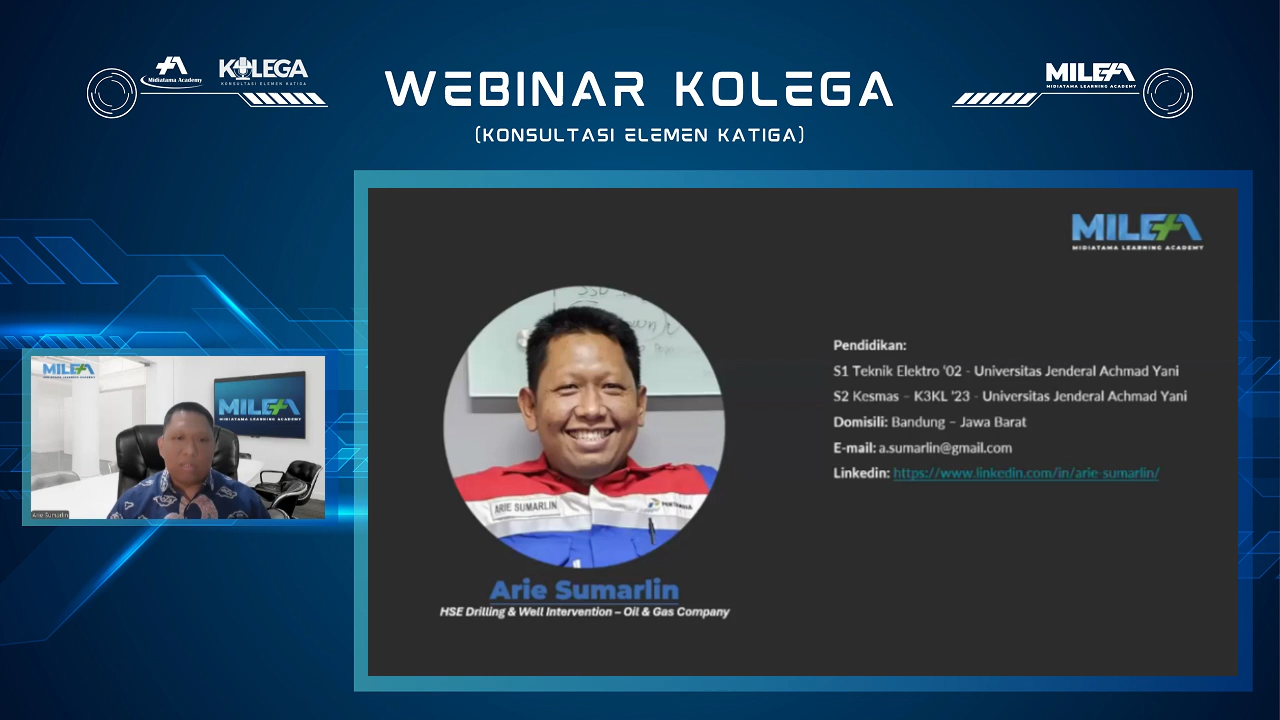 Midiatama Academy
KOLEGA
KONSULTASI ELEMEN KATIGA
WEBINAR KOLEGA
(KONSULTASI ELEMEN KATIGA)
MILEA
MIDIATAMA LEARNING ACADEMY
MILEA
MIDIATAMA LEARNING ACADEMY
MILEA
MILEA
MIDIATAMA LEARNING ACADEMY
Arie Sumarlin
ARIE SUMARLIN
PERTAMINA
Arie Sumarlin
HSE Drilling & Well Intervention – Oil & Gas Company
Pendidikan:
S1 Teknik Elektro '02 - Universitas Jenderal Achmad Yani
S2 Kesmas – K3KL '23 - Universitas Jenderal Achmad Yani
Domisili: Bandung – Jawa Barat
E-mail: a.sumarlin@gmail.com
Linkedin: https://www.linkedin.com/in/arie-sumarlin/